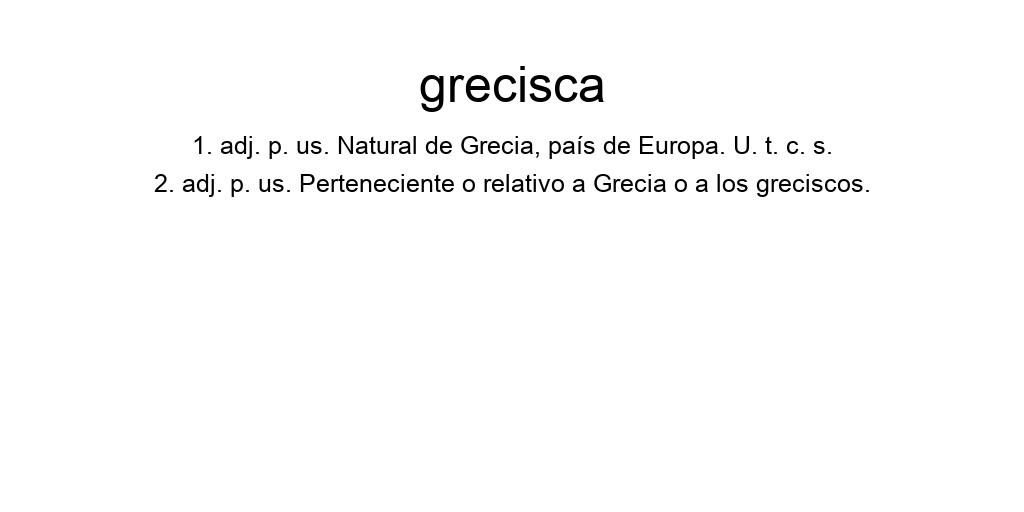 grecisca
1. adj. p. us. Natural de Grecia, país de Europa. U. t. c. s.
2. adj. p. us. Perteneciente o relativo a Grecia o a los greciscos.